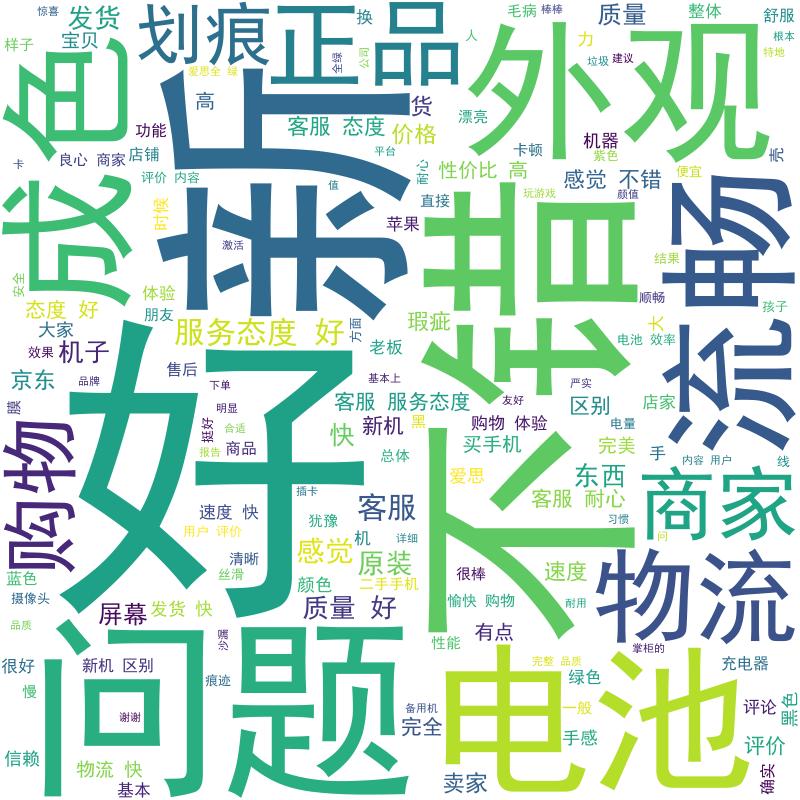 惊喜
发货
划痕
正品
换
毛病
棒棒
质量
整体
舒服
样子
宝贝
全绿
公司
人
力
根本
爱思全 绿
垃圾
建议
特地
成色
高
新
货
外观
漂亮
客服 态度
价格
功能
机器
卡顿
紫色
壳
卡
良心 商家
店铺
平台
耐心
性价比 高
感觉 不错
便宜
评价 内容
值
直接
玩游戏
颜值
时候
苹果
激活
不错
流畅
结果
安全
体验
顺畅
孩子
态度 好
朋友
服务态度 好
方面
瑕疵
太
大家
电池 效率
效果
机子
老板
售后
京东
品牌
下单
基本上
严实
好
客服 服务态度
友好
区别
店家
膜
明显
挺好
合适
快
新机
黑
购物 体验
电量
购物
报告
商品
总体
买手机
完美
手
内容 用户
线
爱思
东西
商家
插卡
客服 耐心
速度 快
犹豫
客服
习惯
用户 评价
机
详细
问
清晰
感觉
原装
丝滑
很棒
速度
物流
蓝色
颜色
二手手机
摄像头
屏幕
发货 快
质量 好
愉快 购物
耐用
品质
沙漏
有点
性能
掌柜的
问题
很好
新机 区别
完整 品质
充电器
慢
痕迹
绿色
电池
谢谢
备用机
一般
评论
黑色
完全
手感
信赖
物流 快
评价
基本
卖家
确实